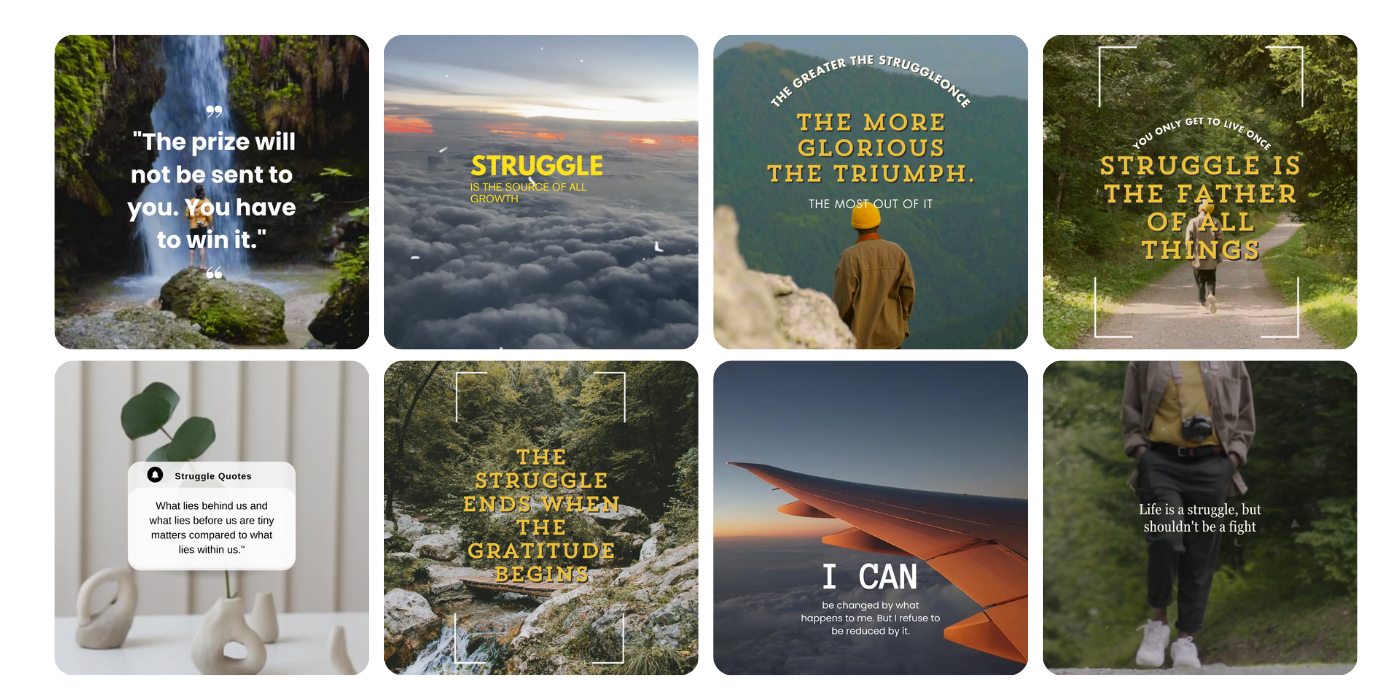 ”
"The prize will
not be sent to
you. You have
to win it."
“
STRUGGLE
IS THE SOURCE OF ALL
GROWTH
THE GREATER THE STRUGGLEONCE
THE MORE
GLORIOUS
THE TRIUMPH.
THE MOST OUT OF IT
YOU ONLY GET TO LIVE ONCE
STRUGGLE IS
THE FATHER
OF ALL
THINGS
Struggle Quotes
What lies behind us and
what lies before us are tiny
matters compared to what
lies within us."
THE
STRUGGLE
ENDS WHEN
THE
GRATITUDE
BEGINS
I CAN
be changed by what
happens to me. But I refuse to
be reduced by it.
Life is a struggle, but
shouldn't be a fight